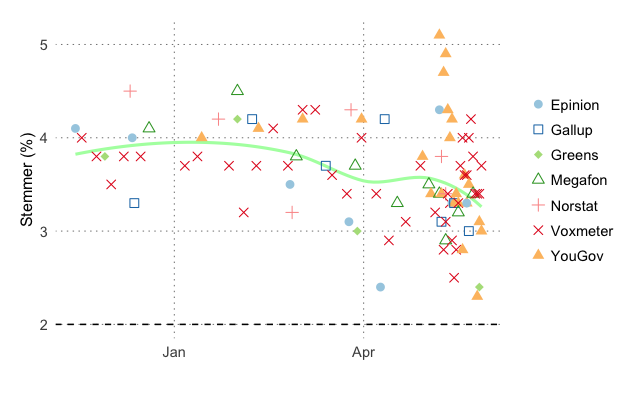 Stemmer (%)
5
4
3
2
Jan
Apr
Epinion
Gallup
Greens
Megafon
Norstat
Voxmeter
YouGov